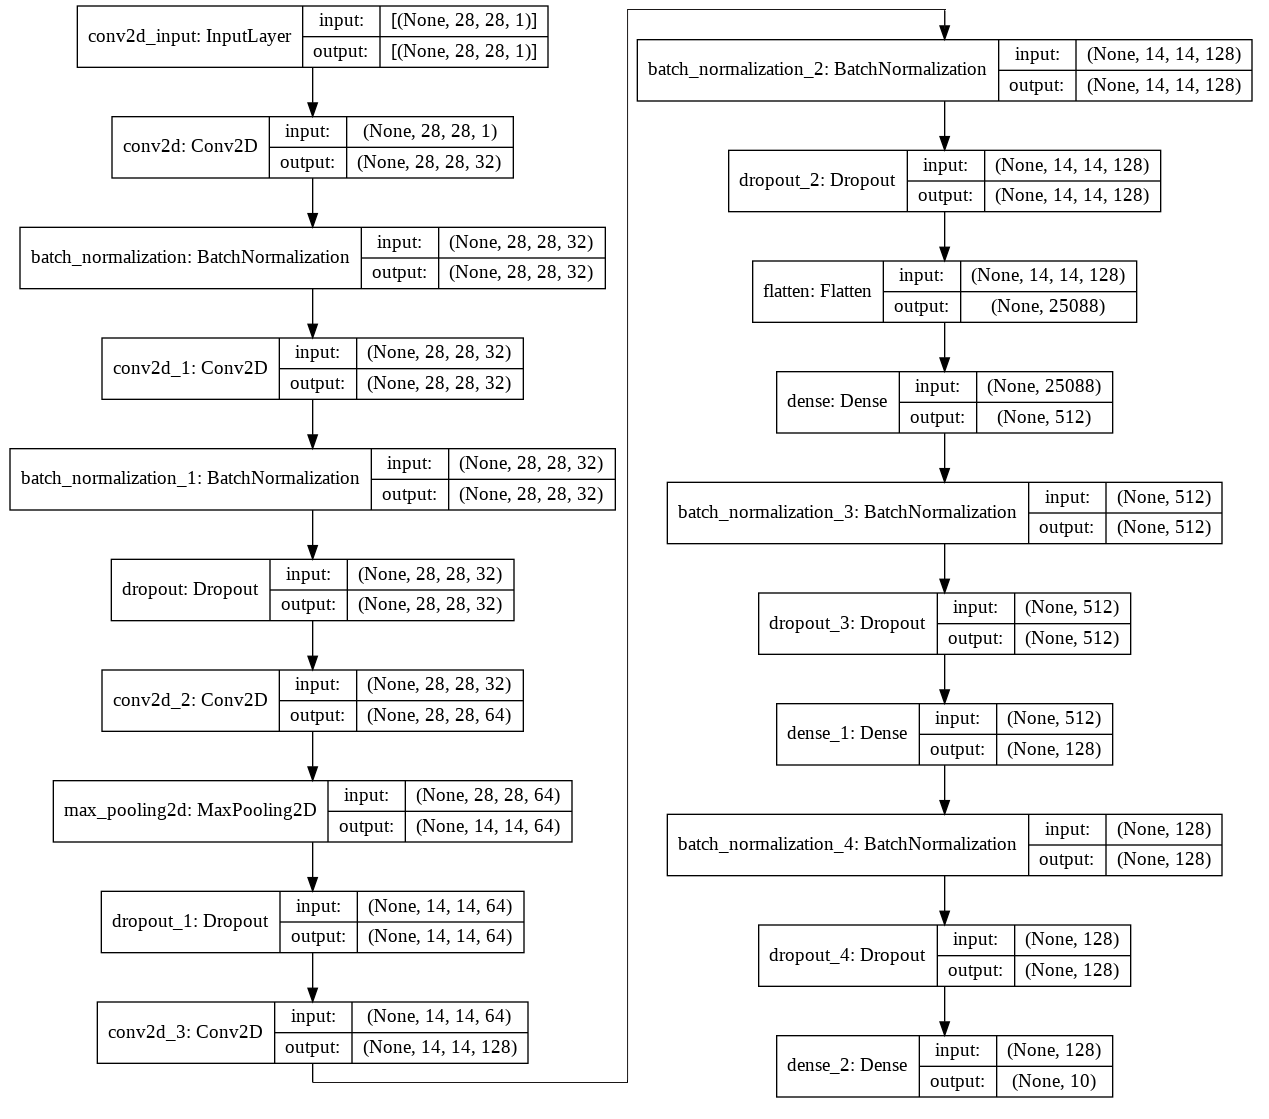 conv2d_input: InputLayer
input:
[(None, 28, 28, 1)]
output:
[(None, 28, 28, 1)]
conv2d: Conv2D
input:
(None, 28, 28, 1)
output:
(None, 28, 28, 32)
batch_normalization: BatchNormalization
input:
(None, 28, 28, 32)
output:
(None, 28, 28, 32)
conv2d_1: Conv2D
input:
(None, 28, 28, 32)
output:
(None, 28, 28, 32)
batch_normalization_1: BatchNormalization
input:
(None, 28, 28, 32)
output:
(None, 28, 28, 32)
dropout: Dropout
input:
(None, 28, 28, 32)
output:
(None, 28, 28, 32)
conv2d_2: Conv2D
input:
(None, 28, 28, 32)
output:
(None, 28, 28, 64)
max_pooling2d: MaxPooling2D
input:
(None, 28, 28, 64)
output:
(None, 14, 14, 64)
dropout_1: Dropout
input:
(None, 14, 14, 64)
output:
(None, 14, 14, 64)
conv2d_3: Conv2D
input:
(None, 14, 14, 64)
output:
(None, 14, 14, 128)
batch_normalization_2: BatchNormalization
input:
(None, 14, 14, 128)
output:
(None, 14, 14, 128)
dropout_2: Dropout
input:
(None, 14, 14, 128)
output:
(None, 14, 14, 128)
flatten: Flatten
input:
(None, 14, 14, 128)
output:
(None, 25088)
dense: Dense
input:
(None, 25088)
output:
(None, 512)
batch_normalization_3: BatchNormalization
input:
(None, 512)
output:
(None, 512)
dropout_3: Dropout
input:
(None, 512)
output:
(None, 512)
dense_1: Dense
input:
(None, 512)
output:
(None, 128)
batch_normalization_4: BatchNormalization
input:
(None, 128)
output:
(None, 128)
dropout_4: Dropout
input:
(None, 128)
output:
(None, 128)
dense_2: Dense
input:
(None, 128)
output:
(None, 10)